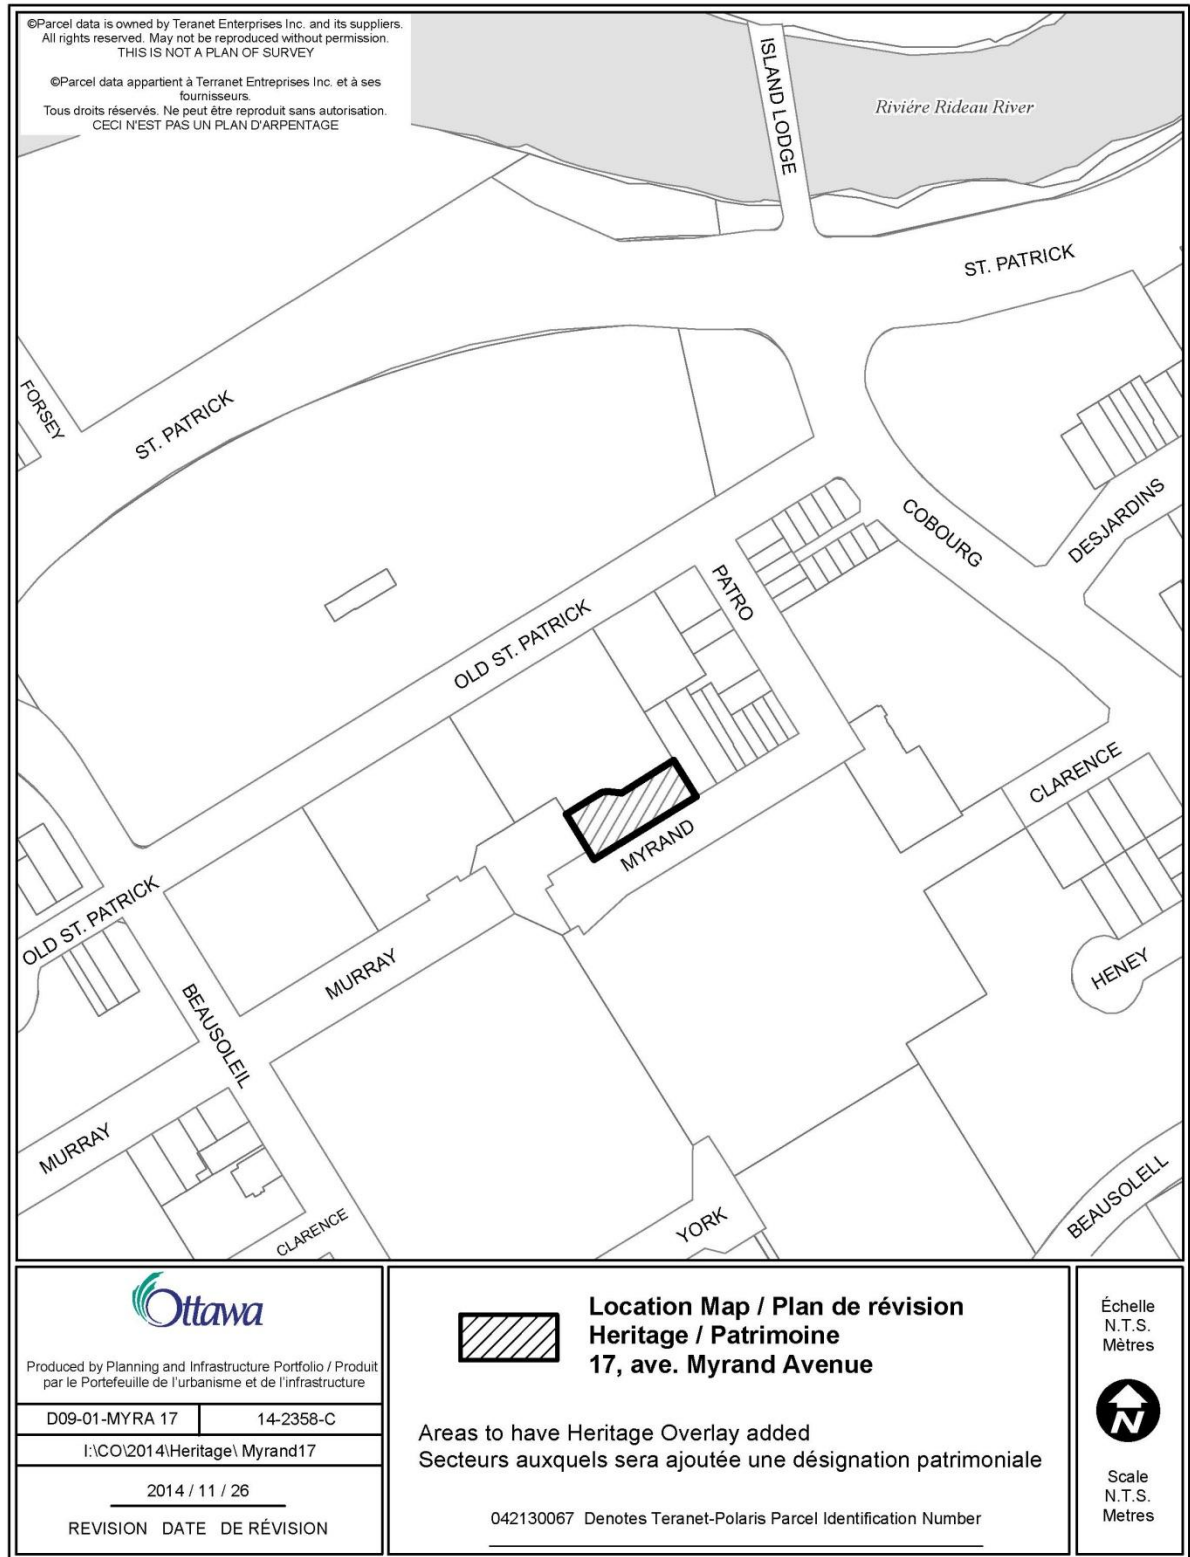 ©Parcel data is owned by Teranet Enterprises Inc. and its suppliers.
All rights reserved. May not be reproduced without permission.
THIS IS NOT A PLAN OF SURVEY
©Parcel data appartient à Terranet Entreprises Inc. et à ses
fournisseurs.
Tous droits réservés. Ne peut être reproduit sans autorisation.
CECI N'EST PAS UN PLAN D'ARPENTAGE
ISLAND LODGE
Riviére Rideau River
ST. PATRICK
FORSEY
ST. PATRICK
COBOURG
DESJARDINS
PATRO
OLD ST. PATRICK
CLARENCE
MYRAND
OLD ST. PATRICK
MURRAY
HENEY
BEAUSOLEIL
MURRAY
BEAUSOLELL
YORK
CLARENCE
Ottawa
Produced by Planning and Infrastructure Portfolio / Produit
par le Portefeuille de l'urbanisme et de l'infrastructure
D09-01-MYRA 17
14-2358-C
I:\CO\2014\Heritage\ Myrand17
2014 / 11 / 26
REVISION DATE DE RÉVISION
Location Map / Plan de révision
Heritage / Patrimoine
17, ave. Myrand Avenue
Areas to have Heritage Overlay added
Secteurs auxquels sera ajoutée une désignation patrimoniale
042130067 Denotes Teranet-Polaris Parcel Identification Number
Échelle
N.T.S.
Mètres
N
Scale
N.T.S.
Metres